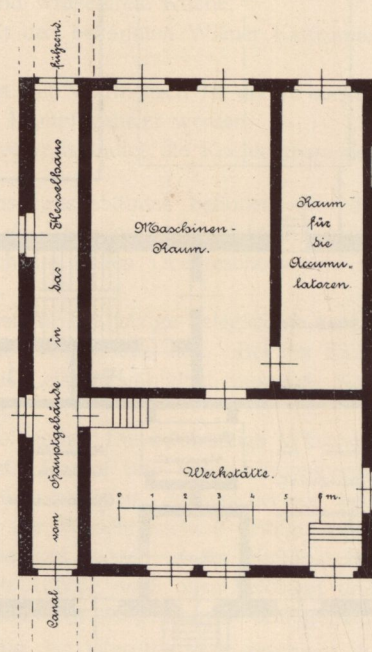 Canal vom Hauptgebäude in das Kesselhaus führend.
Maschinen-
Raum.
Raum
für
die
Accumu-
latoren
Werkstätte.
0 1 2 3 4 5 6 m.